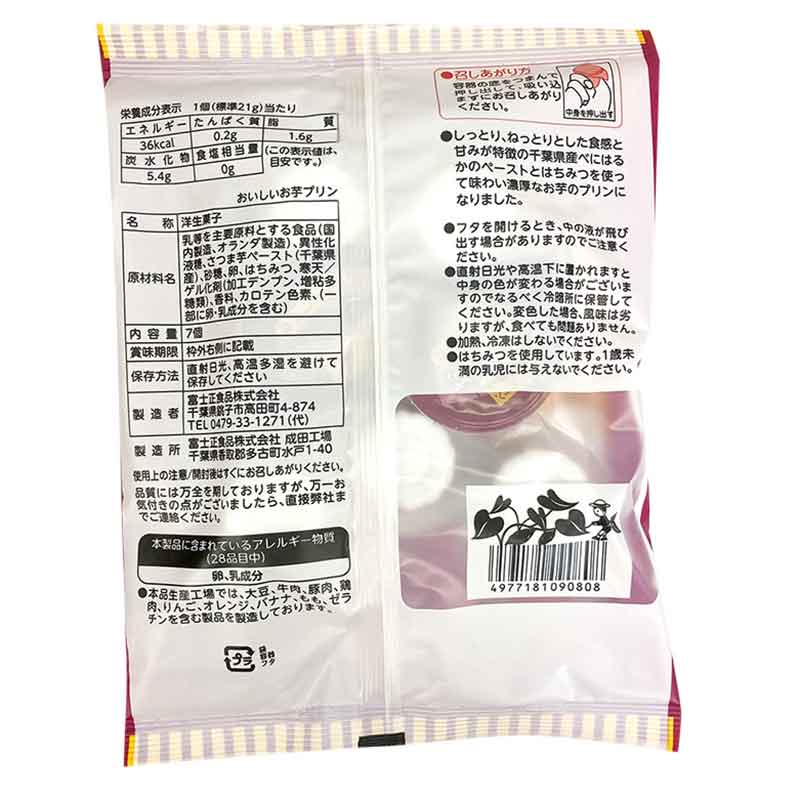 栄養成分表示 1個(標準21g)当たり
エネルギー たんぱく質 脂質
36kcal 0.2g 1.6g
炭水化物 食塩相当量 (この表示値は、
5.4g 0g 目安です。)
おいしいお芋プリン
名称 洋生菓子
原材料名 乳等を主要原料とする食品(国
内製造、オランダ製造)、異性化
液糖、さつま芋ペースト(千葉県
産)、砂糖、卵、はちみつ、寒天/
ゲル化剤(加工デンプン、増粘多
糖類)、香料、カロテン色素、(一
部に卵・乳成分を含む)
内容量 7個
賞味期限 枠外右側に記載
保存方法 直射日光、高温多湿を避けて
保存してください
製造者 富士正食品株式会社
千葉県銚子市高田町4-874
TEL 0479-33-1271(代)
製造所 富士正食品株式会社 成田工場
千葉県香取郡多古町水戸1-40
使用上の注意/開封後はすぐにお召しあがりください。
品質には万全を期しておりますが、万一お
気付きの点がございましたら、直接弊社ま
でご連絡ください。
本製品に含まれているアレルギー物質
(28品目中)
卵、乳成分
●本品生産工場では、大豆、牛肉、豚肉、鶏
肉、りんご、オレンジ、バナナ、もも、ゼラ
チンを含む製品を製造しております。
プラ
袋 容器
フタ
●召しあがり方
容器の底をつまんで
押し出して、吸い込
まずにお召しあがり
ください。
中身を押し出す
●しっとり、ねっとりとした食感と
甘みが特徴の千葉県産べにはる
かのペーストとはちみつを使っ
て味わい濃厚なお芋のプリンに
なりました。
●フタを開けるとき、中の液が飛び
出す場合がありますのでご注意く
ださい。
●直射日光や高温下に置かれますと
中身の色が変わる場合がございま
すのでなるべく冷暗所に保管して
ください。変色した場合、風味は劣
りますが、食べても問題ありません。
●加熱、冷凍はしないでください。
●はちみつを使用しています。1歳未
満の乳児には与えないでください。
4977181090808